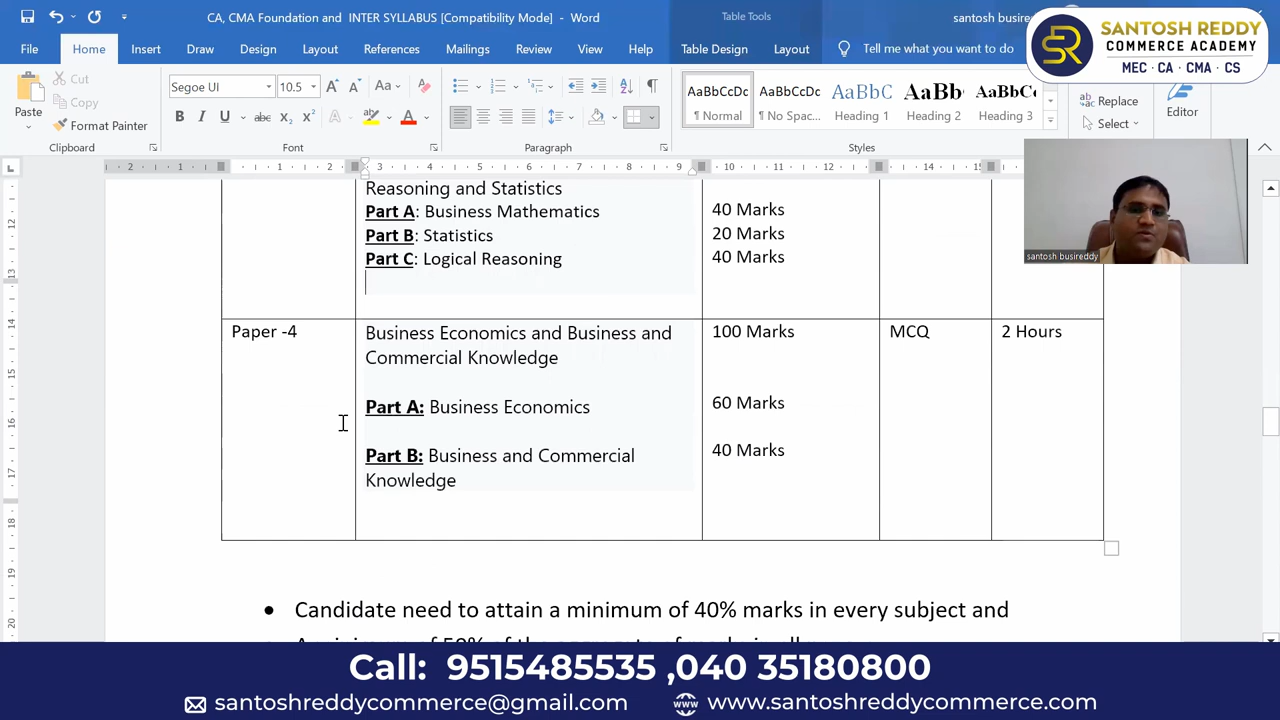 CA, CMA Foundation and INTER SYLLABUS [Compatibility Mode] - Word
Table Tools
santosh busire
SANTOSH REDDY
COMMERCE ACADEMY
MEC • CA • CMA • CS
File Home Insert Draw Design Layout References Mailings Review View Help Table Design Layout Tell me what you want to do
Paste
Cut
Copy
Format Painter
Clipboard
Segoe UI 10.5
Font
Paragraph
AaBbCcDc ¶ Normal
AaBbCcDc ¶ No Spac...
AaBbC Heading 1
Heading 2
Heading 3
Styles
Replace
Select
Editor
santosh busireddy
Reasoning and Statistics
Part A: Business Mathematics 40 Marks
Part B: Statistics 20 Marks
Part C: Logical Reasoning 40 Marks
Paper -4 Business Economics and Business and 100 Marks MCQ 2 Hours
Commercial Knowledge
Part A: Business Economics 60 Marks
Part B: Business and Commercial 40 Marks
Knowledge
• Candidate need to attain a minimum of 40% marks in every subject and
Call: 9515485535 ,040 35180800
santoshreddycommerce@gmail.com www.santoshreddycommerce.com